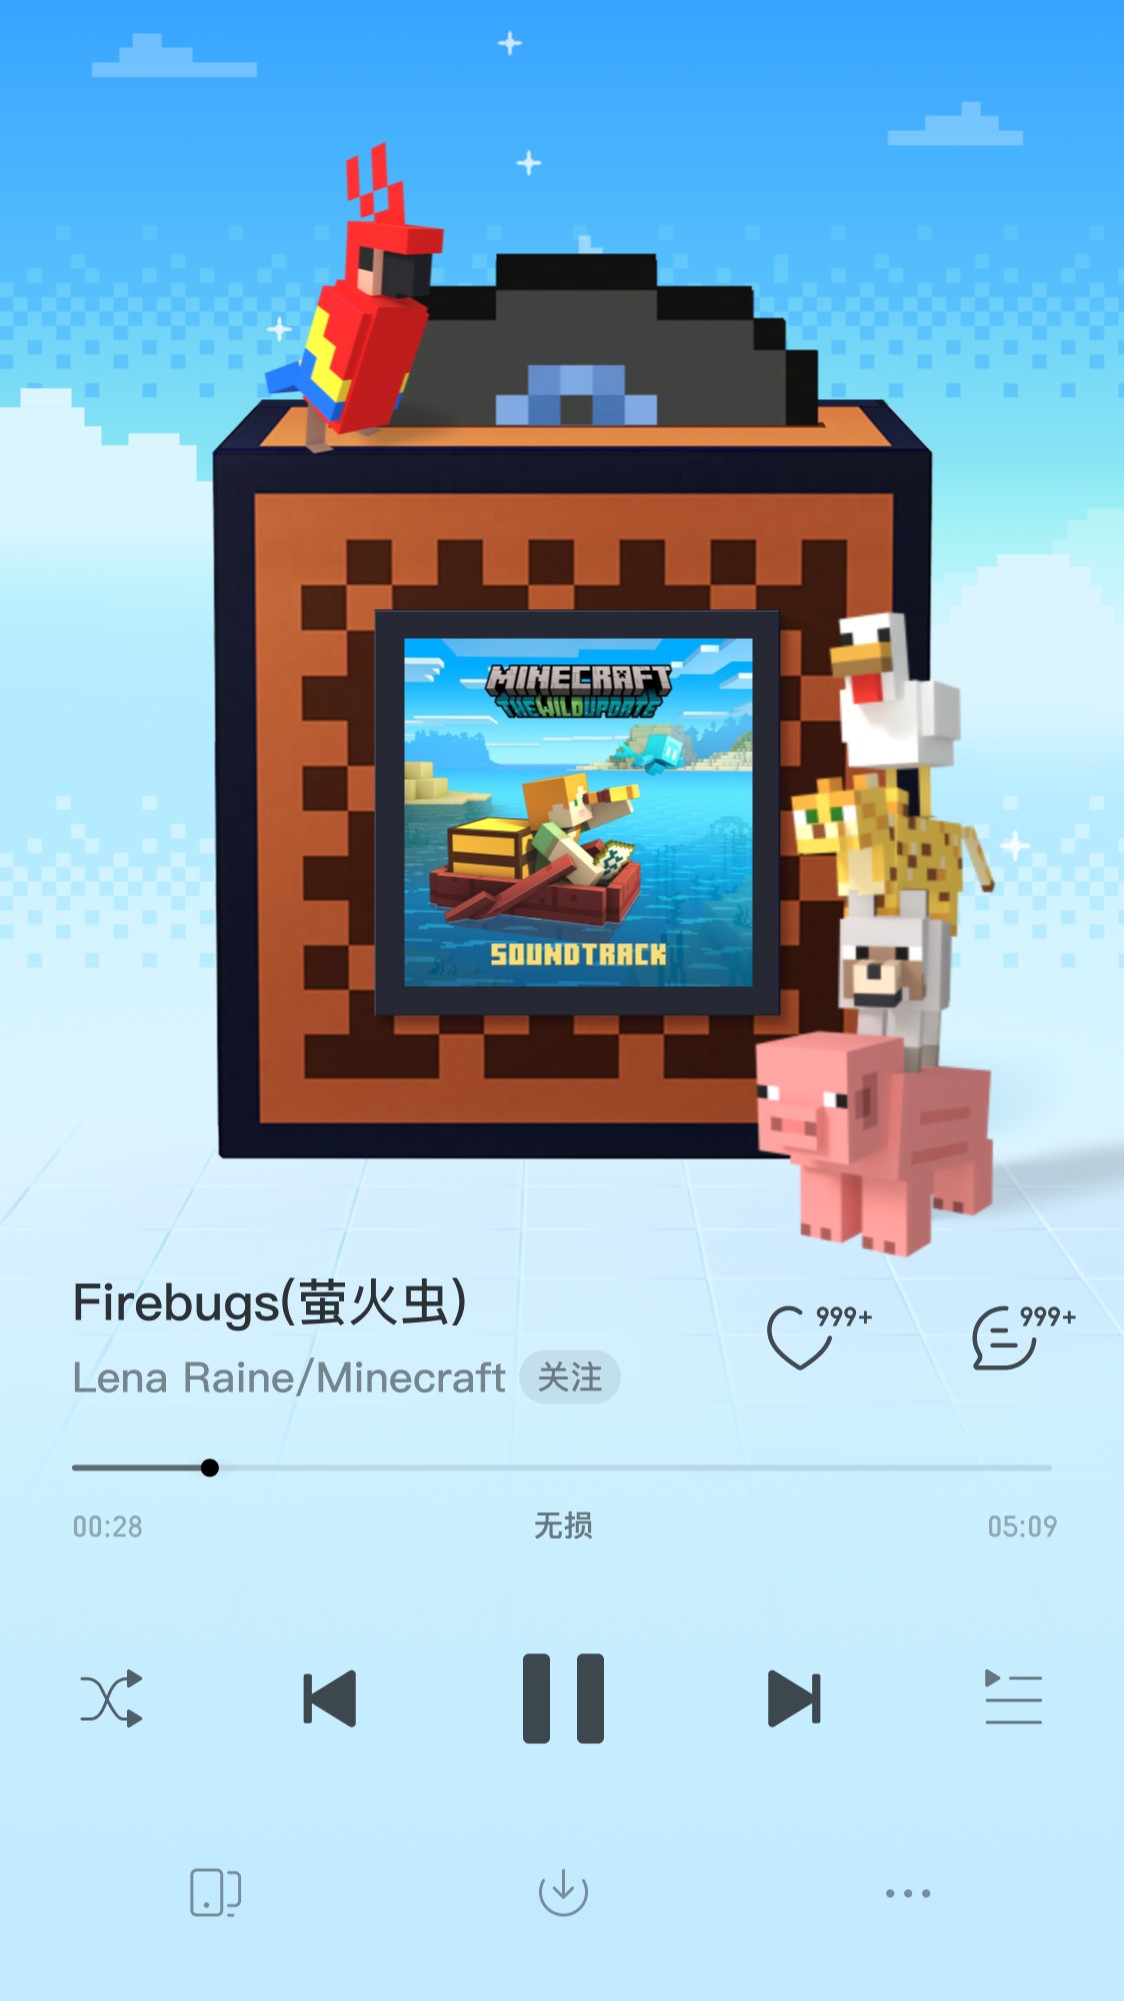 MINECRAFT
THE WILD UPDATE
SOUNDTRACK
Firebugs(萤火虫)
999+
999+
Lena Raine/Minecraft
关注
00:28
无损
05:09